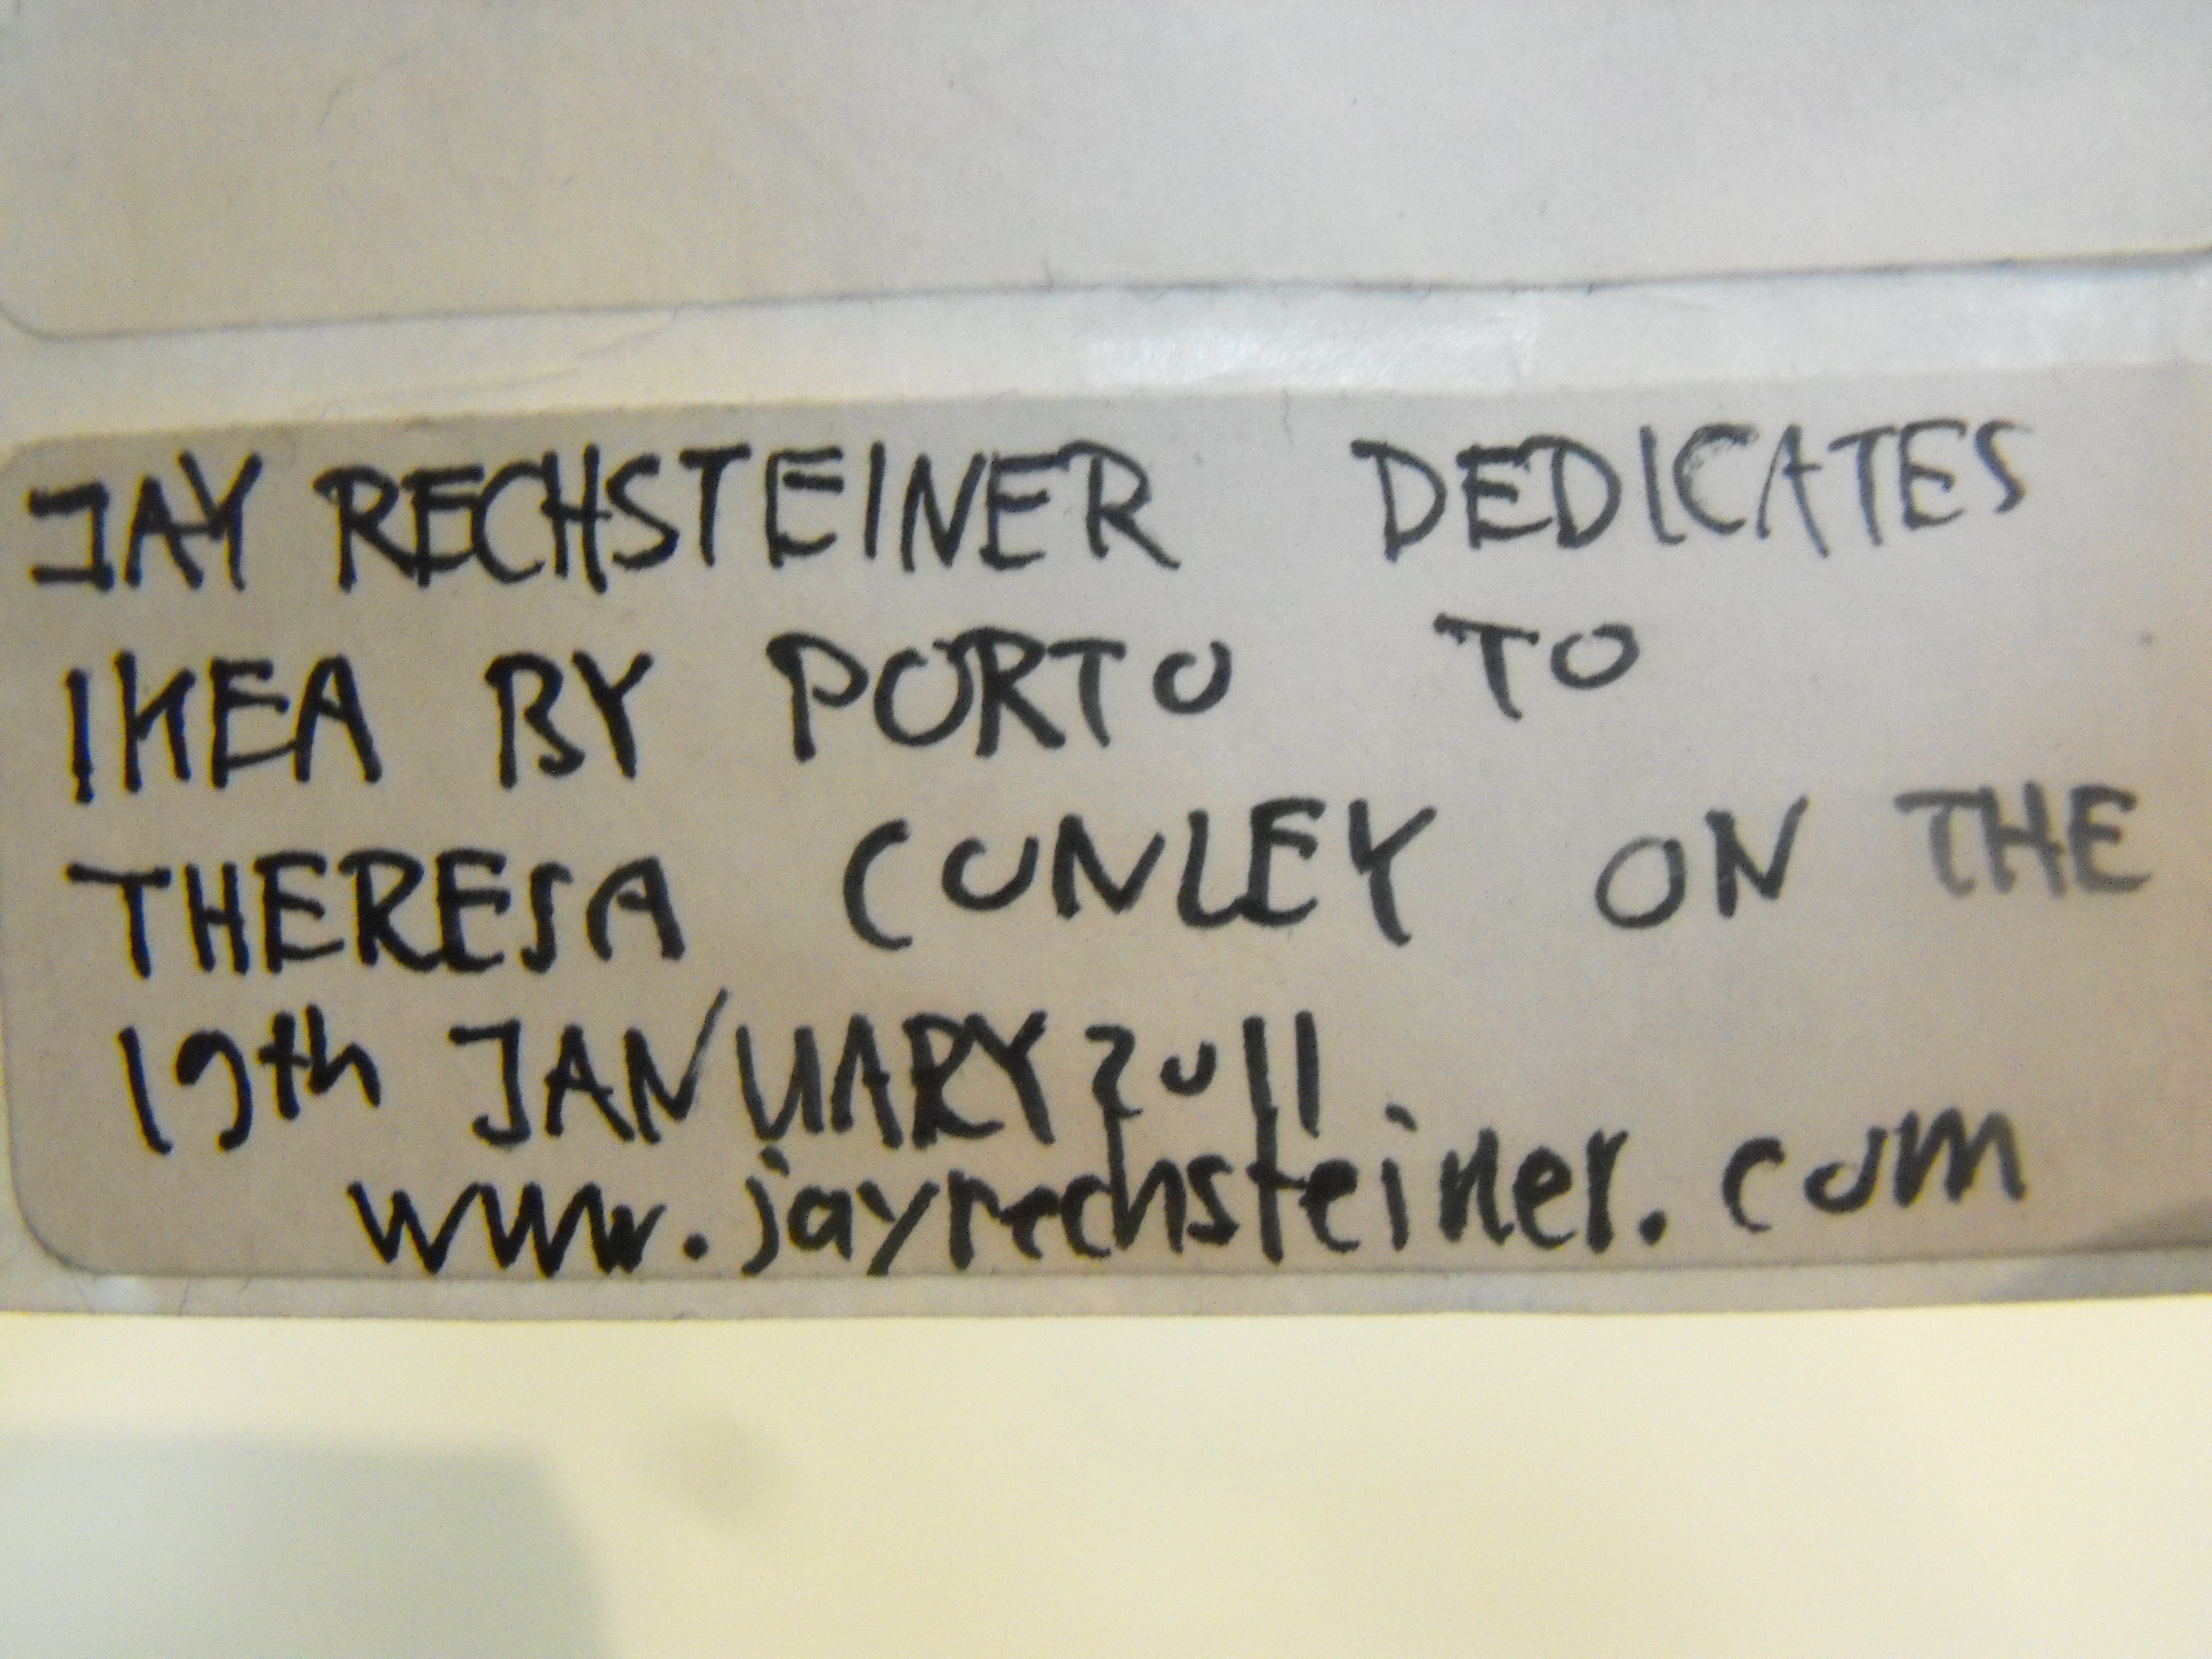 JAY RECHSTEINER DEDICATES
IKEA BY PORTO TO
THERESA CONLEY ON THE
19th JANUARY 2011
www.jayrechsteiner.com